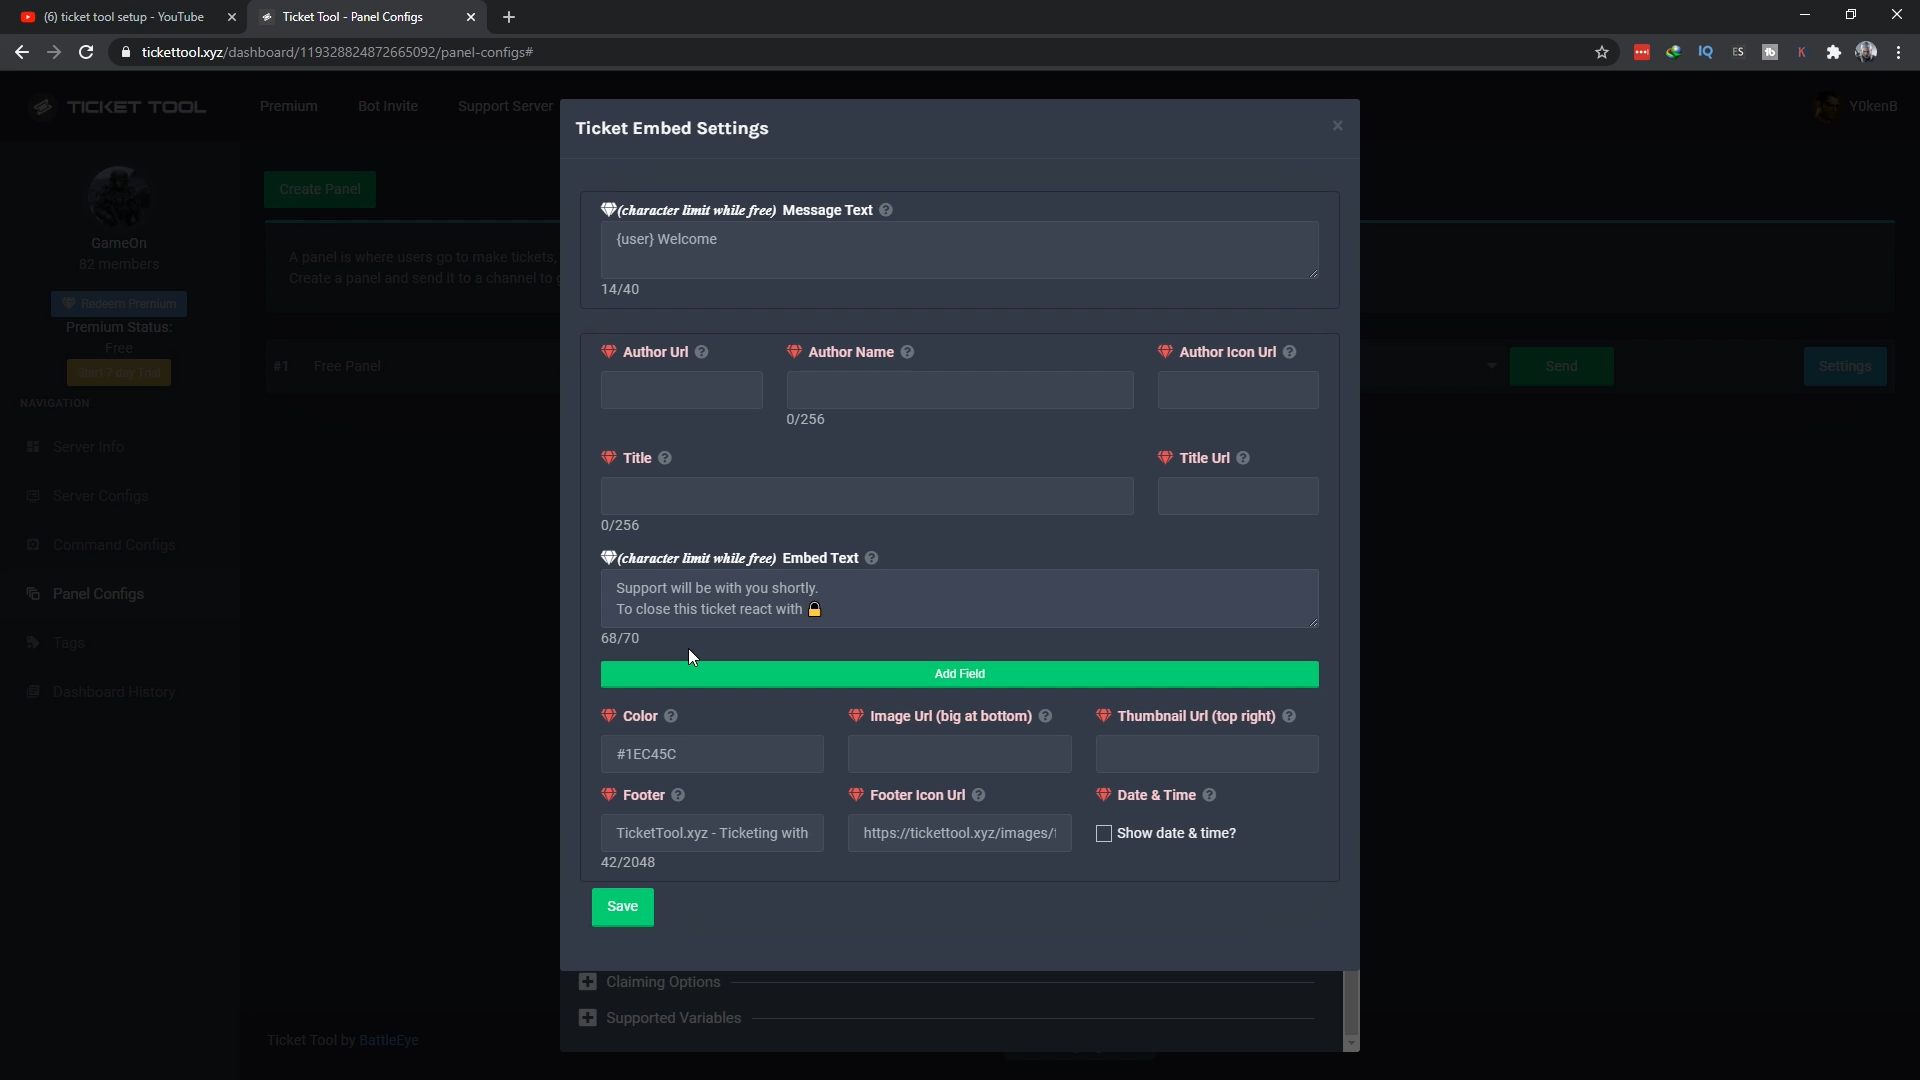 (6) ticket tool setup - YouTube
Ticket Tool - Panel Configs
tickettool.xyz/dashboard/119328824872665092/panel-configs#
TICKET TOOL
Premium
Bot Invite
Support Server
Y0kenB
Ticket Embed Settings
GameOn
82 members
Redeem Premium
Premium Status:
Free
Start 7 day Trial
NAVIGATION
Server Info
Server Configs
Command Configs
Panel Configs
Tags
Dashboard History
Create Panel
A panel is where users go to make tickets,
Create a panel and send it to a channel to
#1 Free Panel
Send
Settings
(character limit while free) Message Text
{user} Welcome
14/40
Author Url
Author Name
Author Icon Url
0/256
Title
Title Url
0/256
(character limit while free) Embed Text
Support will be with you shortly.
To close this ticket react with 🔒
68/70
Add Field
Color
Image Url (big at bottom)
Thumbnail Url (top right)
#1EC45C
Footer
Footer Icon Url
Date & Time
TicketTool.xyz - Ticketing with
https://tickettool.xyz/images/
Show date & time?
42/2048
Save
Claiming Options
Supported Variables
Ticket Tool by BattleEye